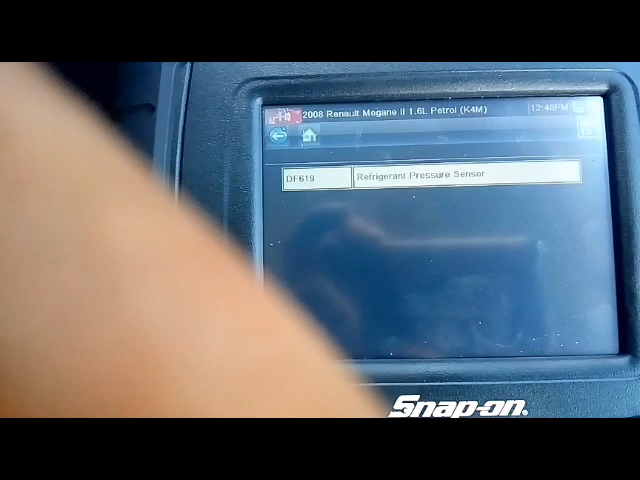 2008 Renault Megane II 1.6L Petrol (K4M) 12:48PM
DF619 Refrigerant Pressure Sensor
Snap-on.